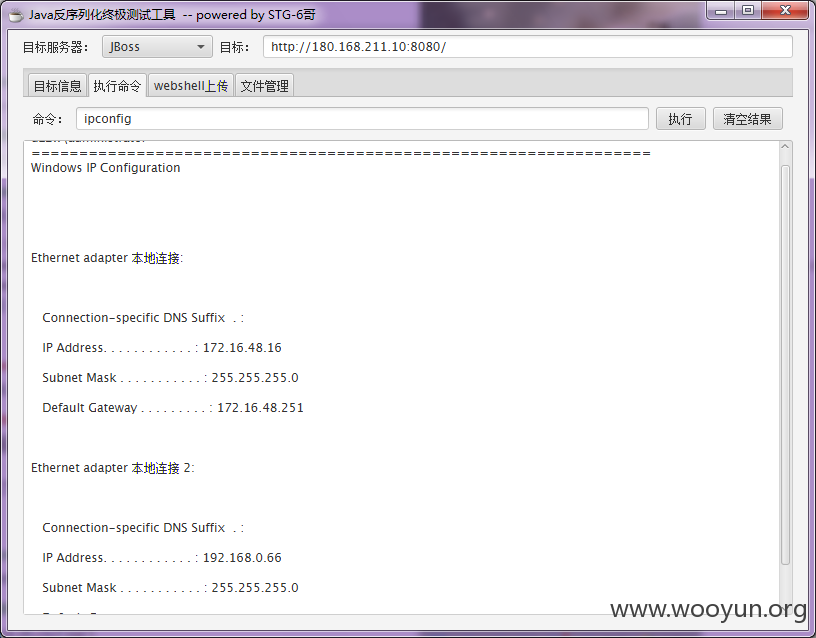 Java反序列化终极测试工具 -- powered by STG-6哥
目标服务器： JBoss 目标： http://180.168.211.10:8080/
目标信息 执行命令 webshell上传 文件管理
命令： ipconfig 执行 清空结果
================================================================
Windows IP Configuration
Ethernet adapter 本地连接:
Connection-specific DNS Suffix . :
IP Address. . . . . . . . . . . . : 172.16.48.16
Subnet Mask . . . . . . . . . . . : 255.255.255.0
Default Gateway . . . . . . . . . : 172.16.48.251
Ethernet adapter 本地连接 2:
Connection-specific DNS Suffix . :
IP Address. . . . . . . . . . . . : 192.168.0.66
Subnet Mask . . . . . . . . . . . : 255.255.255.0
www.wooyun.org